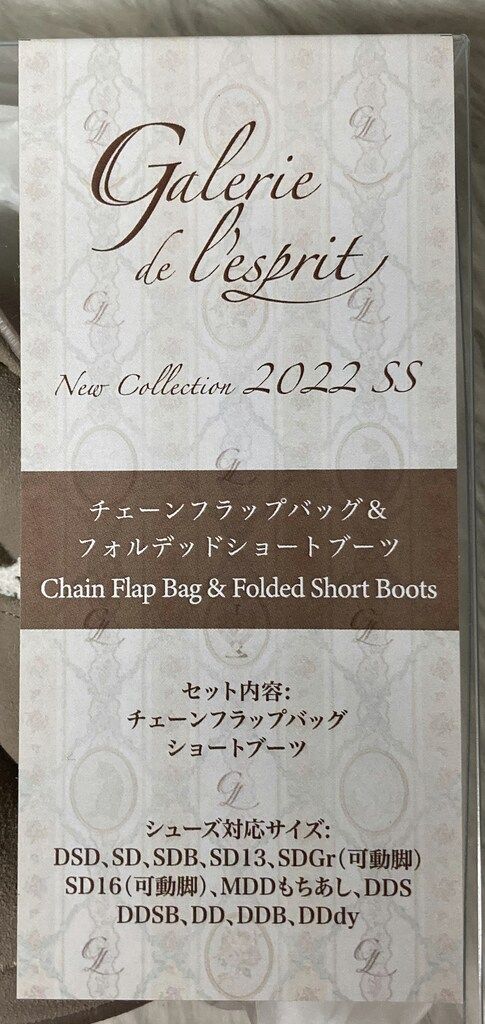 Galerie
de l'esprit
New Collection 2022 SS
チェーンフラップバッグ&
フォルデッドショートブーツ
Chain Flap Bag & Folded Short Boots
セット内容:
チェーンフラップバッグ
ショートブーツ
シューズ対応サイズ:
DSD、SD、SDB、SD13、SDGr(可動脚)
SD16(可動脚)、MDDもちあし、DDS
DDSB、DD、DDB、DDdy